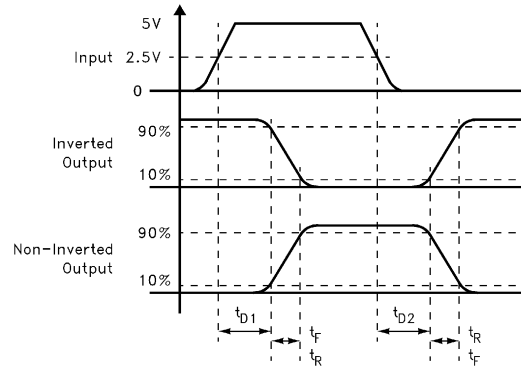 5V
Input 2.5V
0
90%
Inverted
Output
10%
90%
Non-Inverted
Output
10%
tD1 tF tD2 tR
tR tF